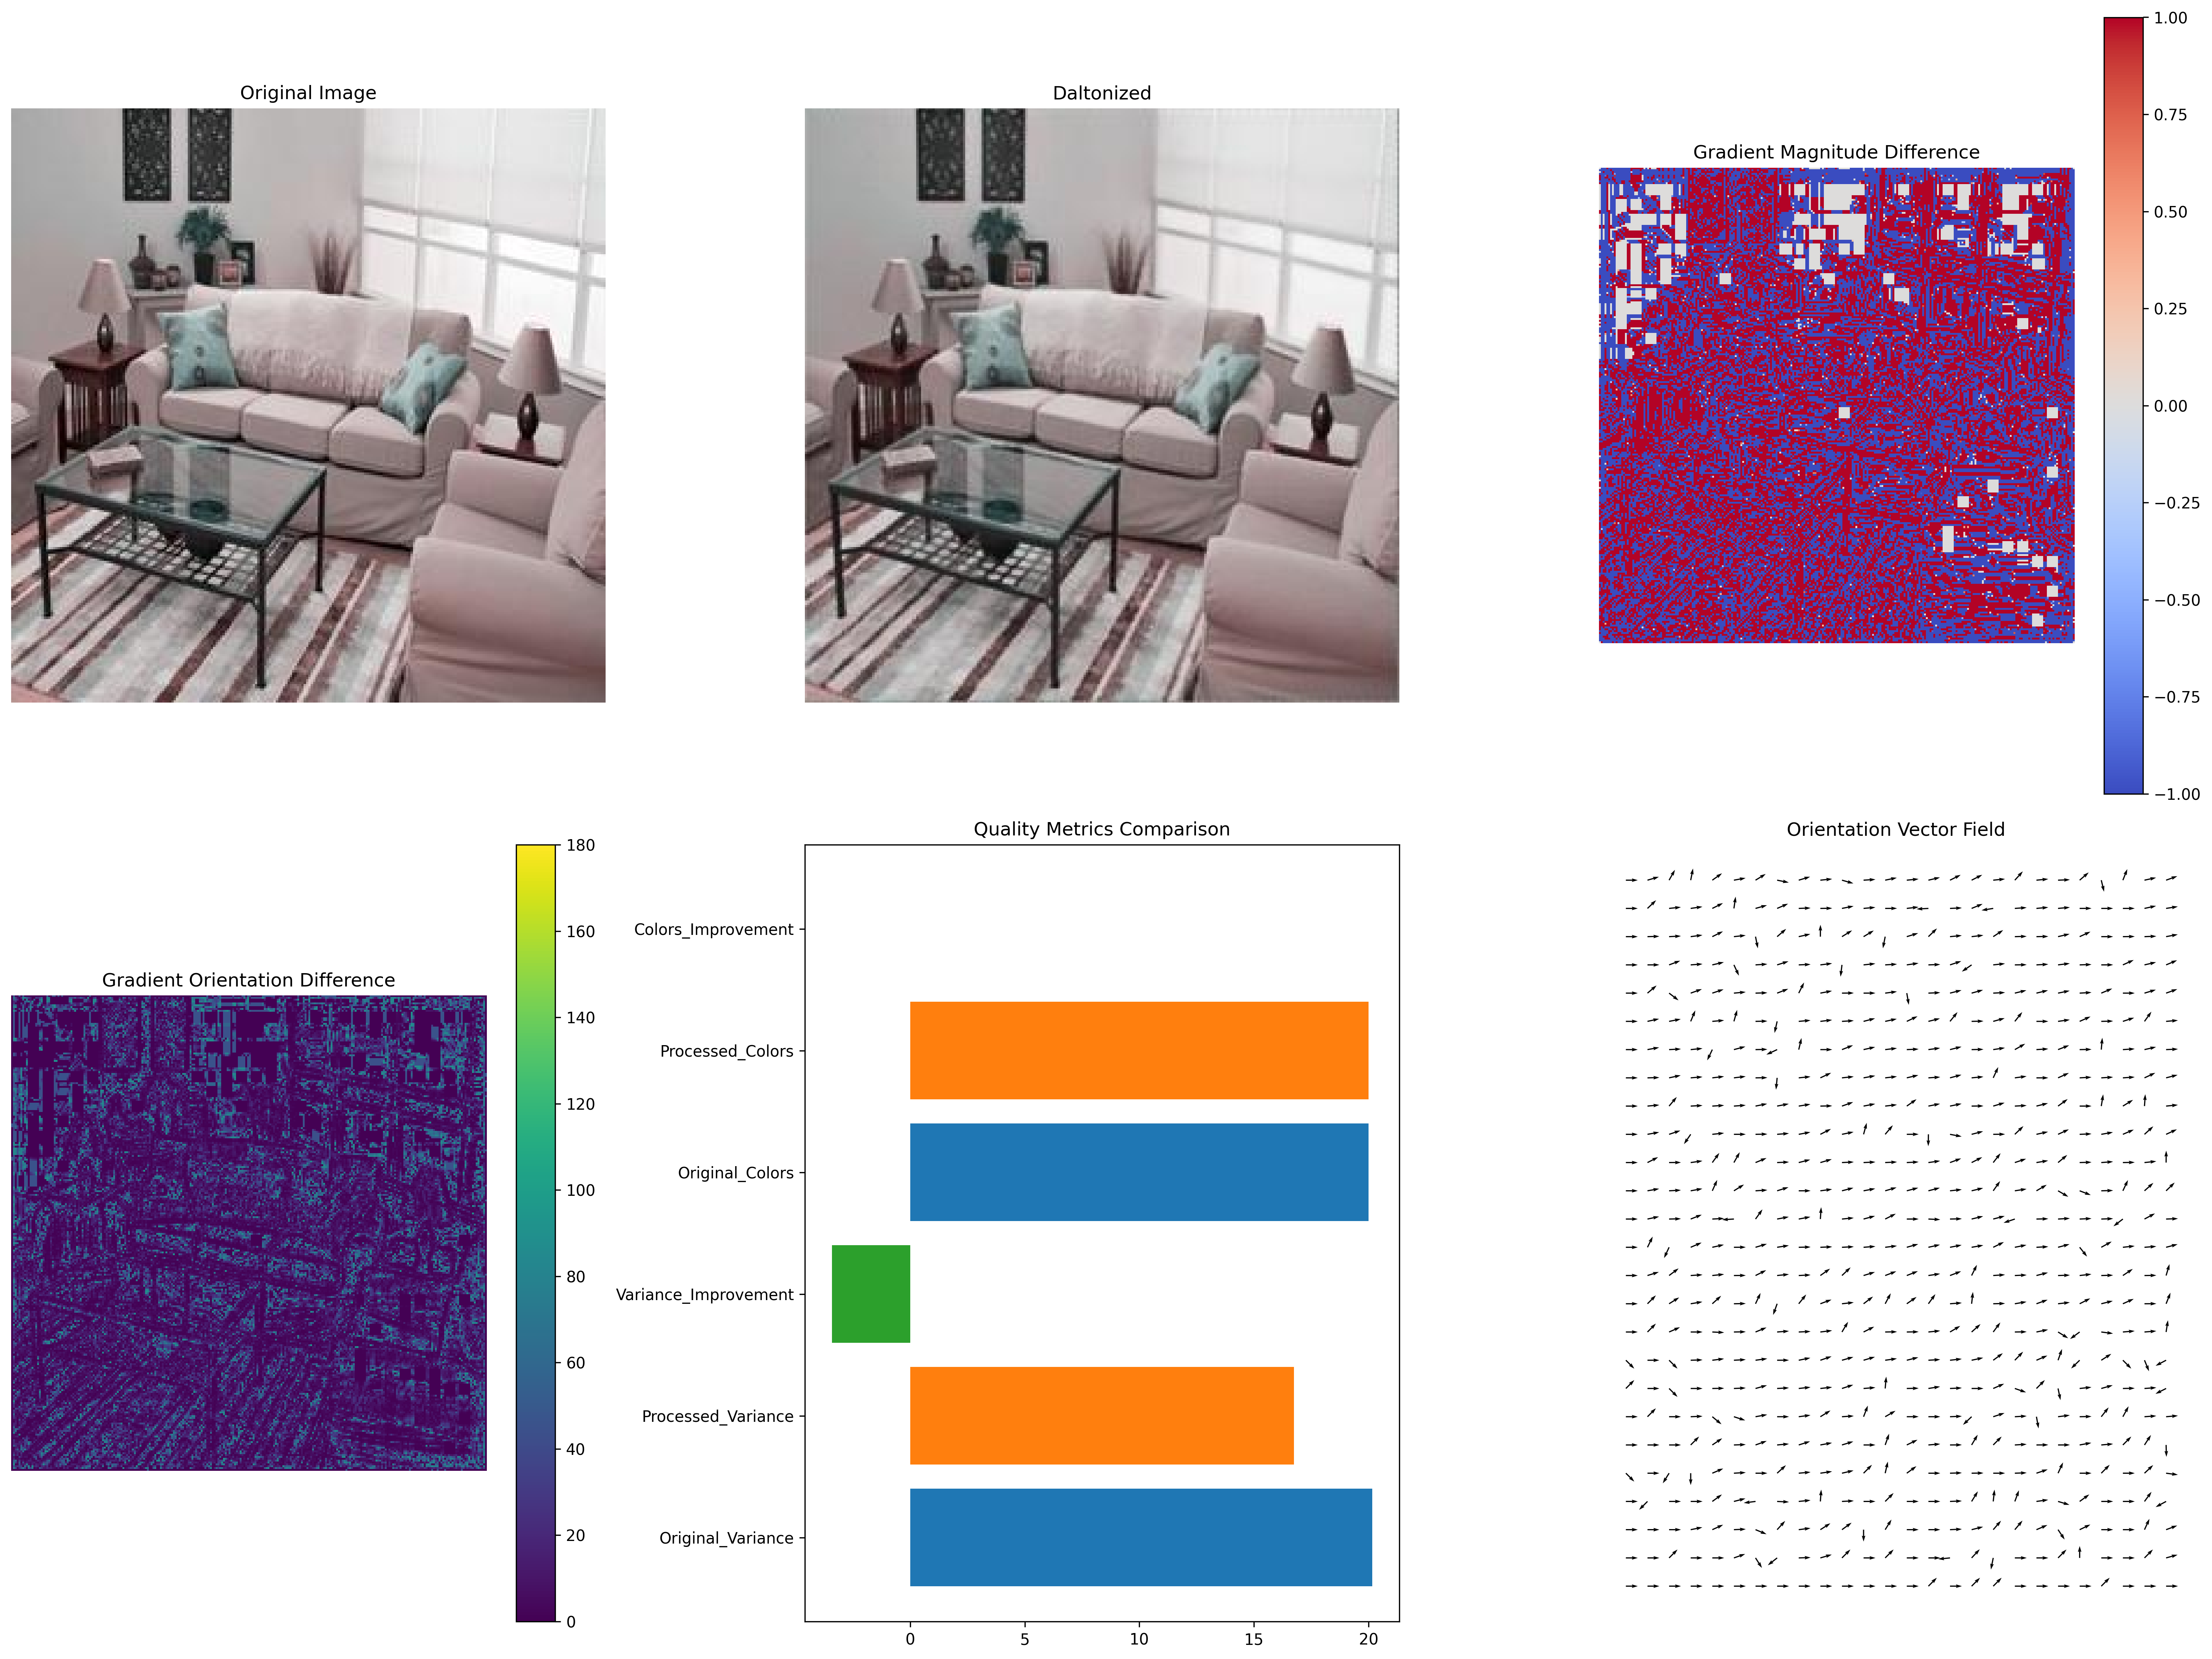 Original Image
Daltonized
Gradient Magnitude Difference
1.00
0.75
0.50
0.25
0.00
−0.25
−0.50
−0.75
−1.00
Gradient Orientation Difference
180
160
140
120
100
80
60
40
20
0
Quality Metrics Comparison
Colors_Improvement
Processed_Colors
Original_Colors
Variance_Improvement
Processed_Variance
Original_Variance
0 5 10 15 20
Orientation Vector Field